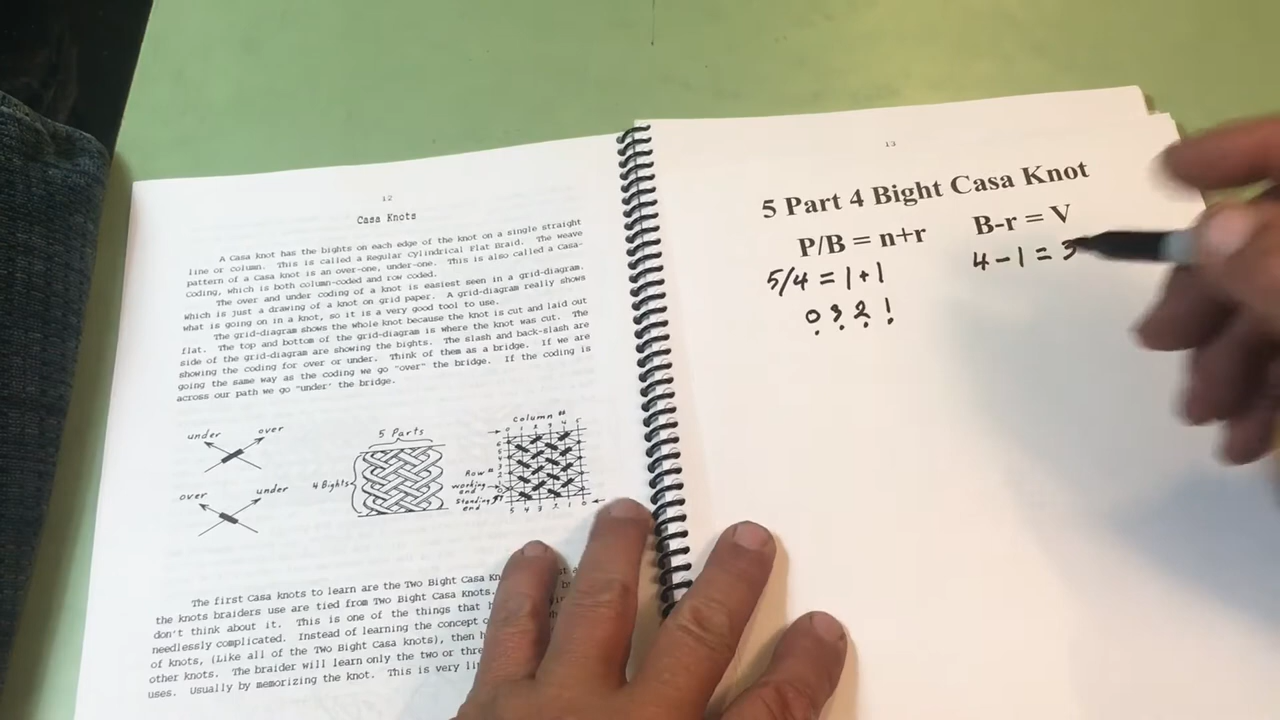 12
Casa Knots
A Casa knot has the bights on each edge of the knot on a single straight
line or column. This is called a Regular Cylindrical Flat Braid. The weave
pattern of a Casa knot is an over-one, under-one. This is also called a Casa-
Coding, which is both column-coded and row coded.
The over and under coding of a knot is easiest seen in a grid-diagram.
Which is just a drawing of a knot on grid paper. A grid-diagram really shows
what is going on in a knot, so it is a very good tool to use.
The grid-diagram shows the whole knot because the knot is cut and laid out
flat. The top and bottom of the grid-diagram is where the knot was cut. The
side of the grid-diagram are showing the bights. The slash and back-slash are
showing the coding for over or under. Think of them as a bridge. If we are
going the same way as the coding we go "over" the bridge. If the coding is
across our path we go "under' the bridge.
under over
over under
5 Parts
4 Bights
Column #
0 1 2 3 4 5
Row #
working
end
Standing
end
5 4 3 2 1 0
The first Casa knots to learn are the Two Bight Casa
the knots braiders use are tied from Two Bight Casa Knots.
don't think about it. This is one of the things that
needlessly complicated. Instead of learning the concept
of knots, (Like all of the Two Bight Casa knots), then
other knots. The braider will learn only the two or
uses. Usually by memorizing the knot. This is very
13
5 Part 4 Bight Casa Knot
P/B = n+r B-r = V
5/4 = 1+1 4-1=3